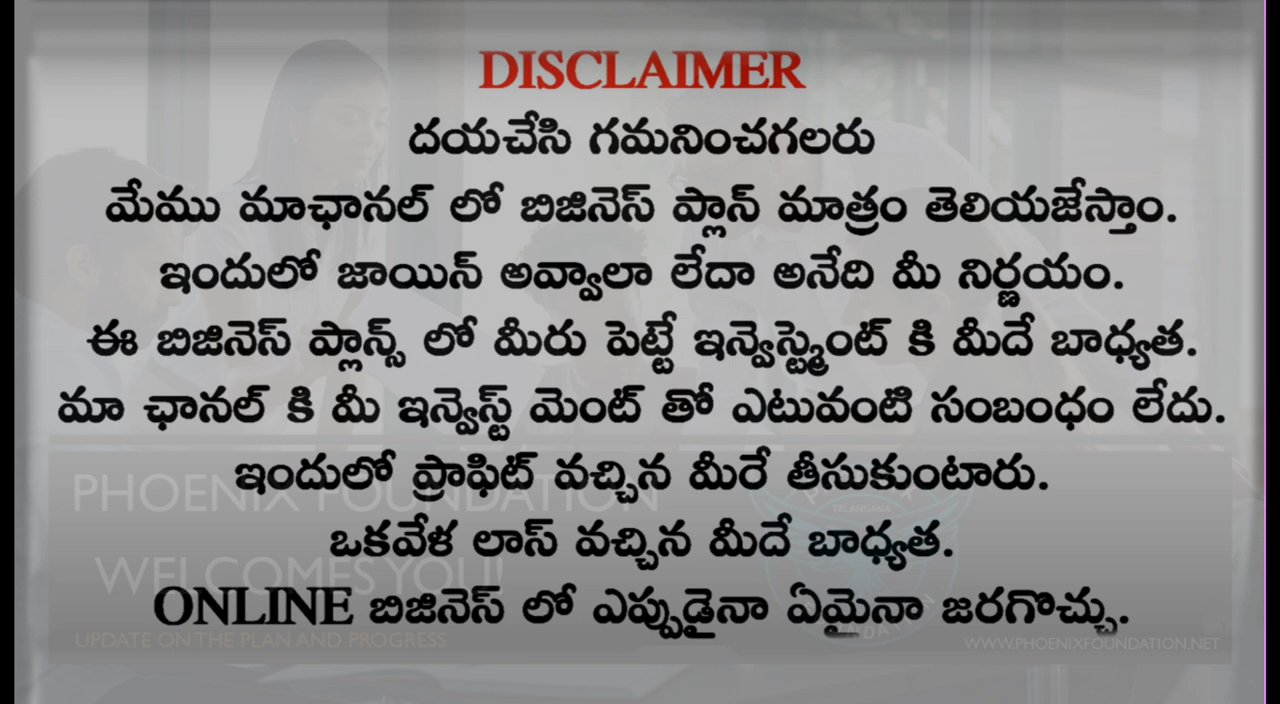 DISCLAIMER
దయచేసి గమనించగలరు
మేము మాఛానల్ లో బిజినెస్ ప్లాన్ మాత్రం తెలియజేస్తాం.
ఇందులో జాయిన్ అవ్వాలా లేదా అనేది మీ నిర్ణయం.
ఈ బిజినెస్ ప్లాన్స్ లో మీరు పెట్టే ఇన్వెస్ట్మెంట్ కి మీదే బాధ్యత.
మా ఛానల్ కి మీ ఇన్వెస్ట్ మెంట్ తో ఎటువంటి సంబంధం లేదు.
ఇందులో ప్రాఫిట్ వచ్చిన మీరే తీసుకుంటారు.
PHOENIX FOUNDATION
TELANGANA
ఒకవేళ లాస్ వచ్చిన మీదే బాధ్యత.
WELCOMES YOU!
ONLINE బిజినెస్ లో ఎప్పుడైనా ఏమైనా జరగొచ్చు.
UPDATE ON THE PLAN AND PROGRESS
WWW.PHOENIXFOUNDATION.NET